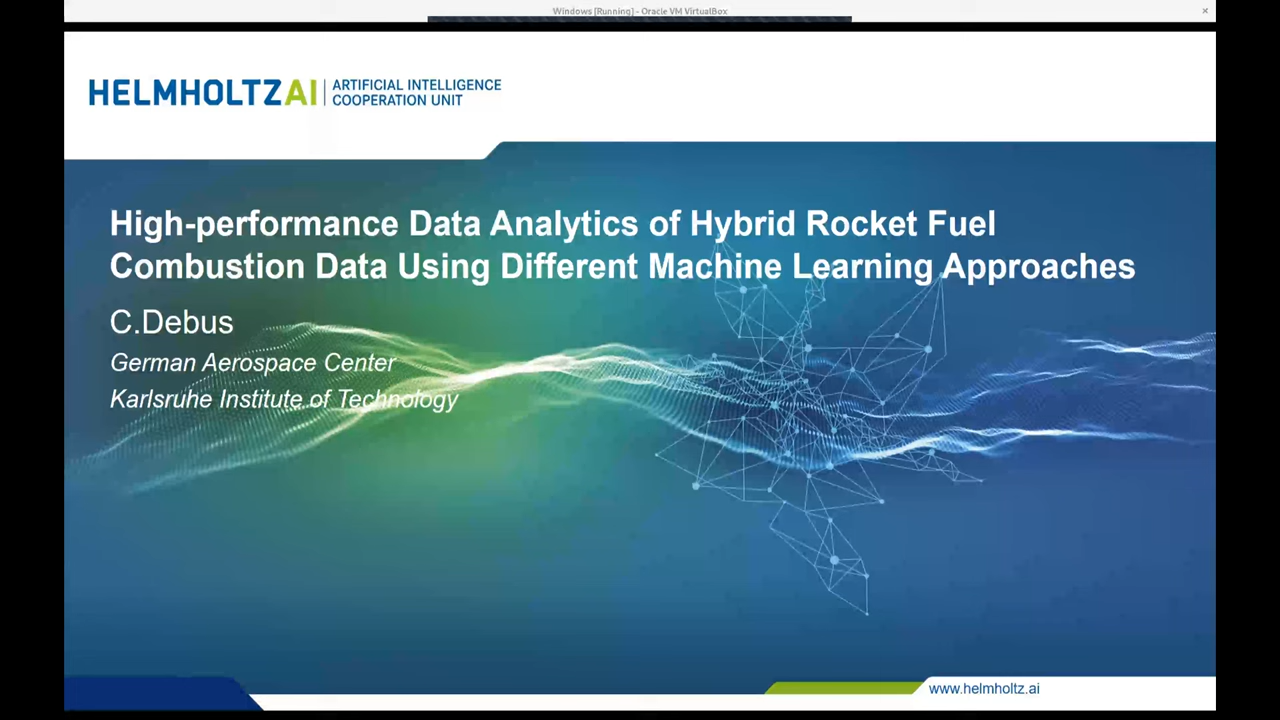 Windows [Running] - Oracle VM VirtualBox
HELMHOLTZAI
ARTIFICIAL INTELLIGENCE
COOPERATION UNIT
High-performance Data Analytics of Hybrid Rocket Fuel
Combustion Data Using Different Machine Learning Approaches
C.Debus
German Aerospace Center
Karlsruhe Institute of Technology
www.helmholtz.ai